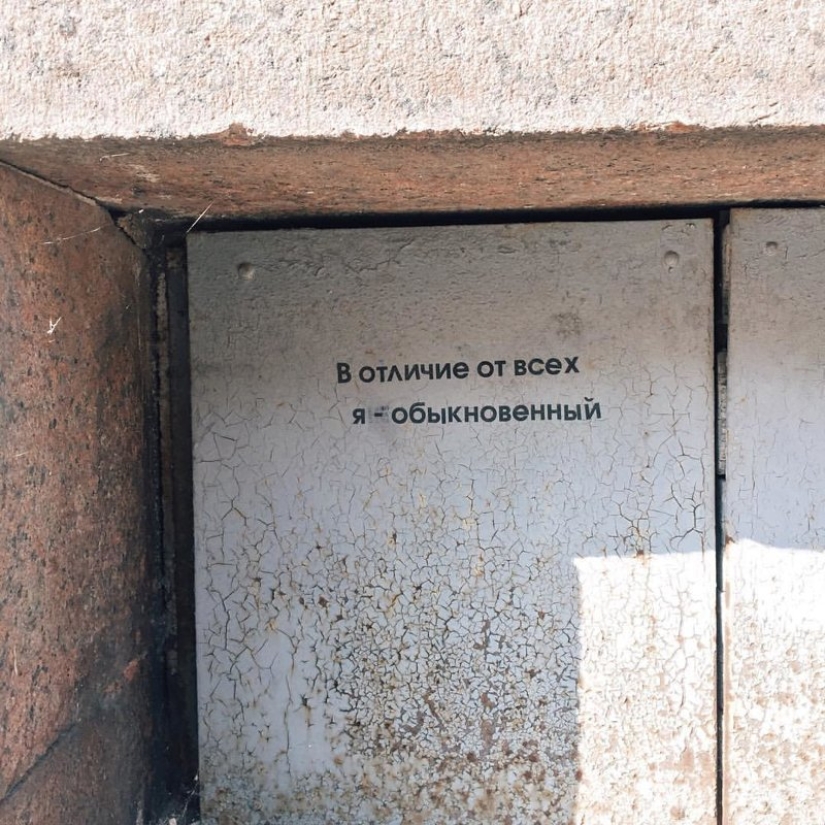 В отличие от всех
я - обыкновенный